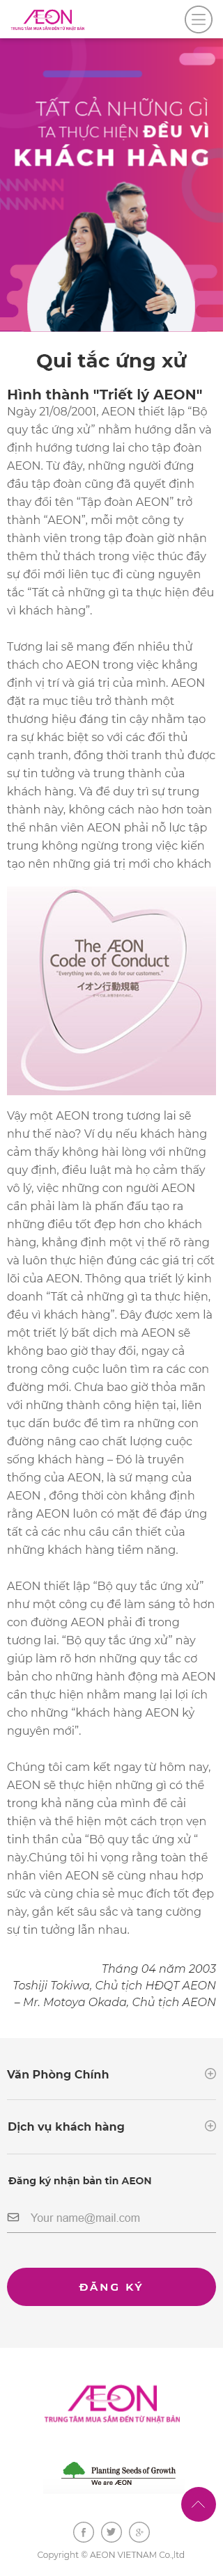 ÆON
TRUNG TÂM MUA SẮM ĐẾN TỪ NHẬT BẢN
TẤT CẢ NHỮNG GÌ
TA THỰC HIỆN ĐỀU VÌ
KHÁCH HÀNG
Qui tắc ứng xử
Hình thành "Triết lý AEON"
Ngày 21/08/2001, AEON thiết lập “Bộ
quy tắc ứng xử” nhằm hướng dẫn và
định hướng tương lai cho tập đoàn
AEON. Từ đây, những người đứng
đầu tập đoàn cũng đã quyết định
thay đổi tên “Tập đoàn AEON” trở
thành “AEON”, mỗi một công ty
thành viên trong tập đoàn giờ nhận
thêm thử thách trong việc thúc đẩy
sự đổi mới liên tục đi cùng nguyên
tắc “Tất cả những gì ta thực hiện đều
vì khách hàng”.
Tương lai sẽ mang đến nhiều thử
thách cho AEON trong việc khẳng
định vị trí và giá trị của mình. AEON
đặt ra mục tiêu trở thành một
thương hiệu đáng tin cậy nhằm tạo
ra sự khác biệt so với các đối thủ
cạnh tranh, đồng thời tranh thủ được
sự tin tưởng và trung thành của
khách hàng. Và để duy trì sự trung
thành này, không cách nào hơn toàn
thể nhân viên AEON phải nỗ lực tập
trung không ngừng trong việc kiến
tạo nên những giá trị mới cho khách
The ÆON
Code of Conduct
"Everything we do, we do for our customers."
イオン行動規範
Vậy một AEON trong tương lai sẽ
như thế nào? Ví dụ nếu khách hàng
cảm thấy không hài lòng với những
quy định, điều luật mà họ cảm thấy
vô lý, việc những con người AEON
cần phải làm là phấn đấu tạo ra
những điều tốt đẹp hơn cho khách
hàng, khẳng định một vị thế rõ ràng
và luôn thực hiện đúng các giá trị cốt
lõi của AEON. Thông qua triết lý kinh
doanh “Tất cả những gì ta thực hiện,
đều vì khách hàng”. Đây được xem là
một triết lý bất dịch mà AEON sẽ
không bao giờ thay đổi, ngay cả
trong công cuộc luôn tìm ra các con
đường mới. Chưa bao giờ thỏa mãn
với những thành công hiện tại, liên
tục dấn bước để tìm ra những con
đường nâng cao chất lượng cuộc
sống khách hàng – Đó là truyền
thống của AEON, là sứ mạng của
AEON , đồng thời còn khẳng định
rằng AEON luôn có mặt để đáp ứng
tất cả các nhu cầu cần thiết của
những khách hàng tiềm năng.
AEON thiết lập “Bộ quy tắc ứng xử”
như một công cụ để làm sáng tỏ hơn
con đường AEON phải đi trong
tương lai. “Bộ quy tắc ứng xử” này
giúp làm rõ hơn những quy tắc cơ
bản cho những hành động mà AEON
cần thực hiện nhằm mang lại lợi ích
cho những “khách hàng AEON kỷ
nguyên mới”.
Chúng tôi cam kết ngay từ hôm nay,
AEON sẽ thực hiện những gì có thể
trong khả năng của mình để cải
thiện và thể hiện một cách trọn vẹn
tinh thần của “Bộ quy tắc ứng xử “
này.Chúng tôi hi vọng rằng toàn thể
nhân viên AEON sẽ cùng nhau hợp
sức và cùng chia sẻ mục đích tốt đẹp
này, gắn kết sâu sắc và tang cường
sự tin tưởng lẫn nhau.
Tháng 04 năm 2003
Toshiji Tokiwa, Chủ tịch HĐQT AEON
– Mr. Motoya Okada, Chủ tịch AEON
Văn Phòng Chính
Dịch vụ khách hàng
Đăng ký nhận bản tin AEON
Your name@mail.com
ĐĂNG KÝ
ÆON
TRUNG TÂM MUA SẮM ĐẾN TỪ NHẬT BẢN
Planting Seeds of Growth
We are ÆON
Copyright © AEON VIETNAM Co.,ltd